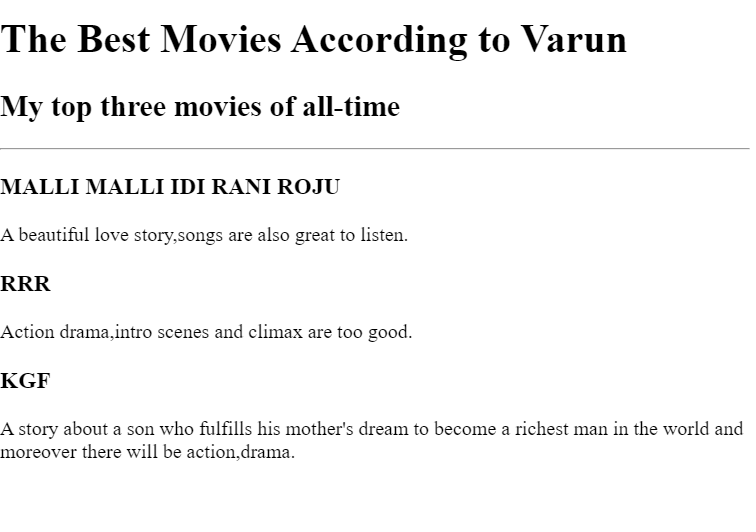 The Best Movies According to Varun
My top three movies of all-time
MALLI MALLI IDI RANI ROJU
A beautiful love story,songs are also great to listen.
RRR
Action drama,intro scenes and climax are too good.
KGF
A story about a son who fulfills his mother's dream to become a richest man in the world and
moreover there will be action,drama.